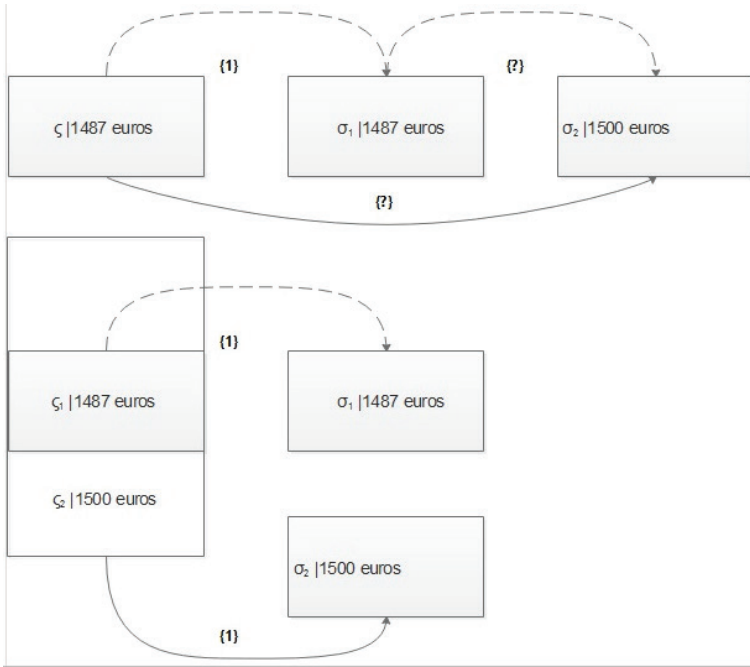 {1}
{?}
ς |1487 euros
σ₁ |1487 euros
σ₂ |1500 euros
{?}
{1}
ς₁ |1487 euros
σ₁ |1487 euros
ς₂ |1500 euros
σ₂ |1500 euros
{1}